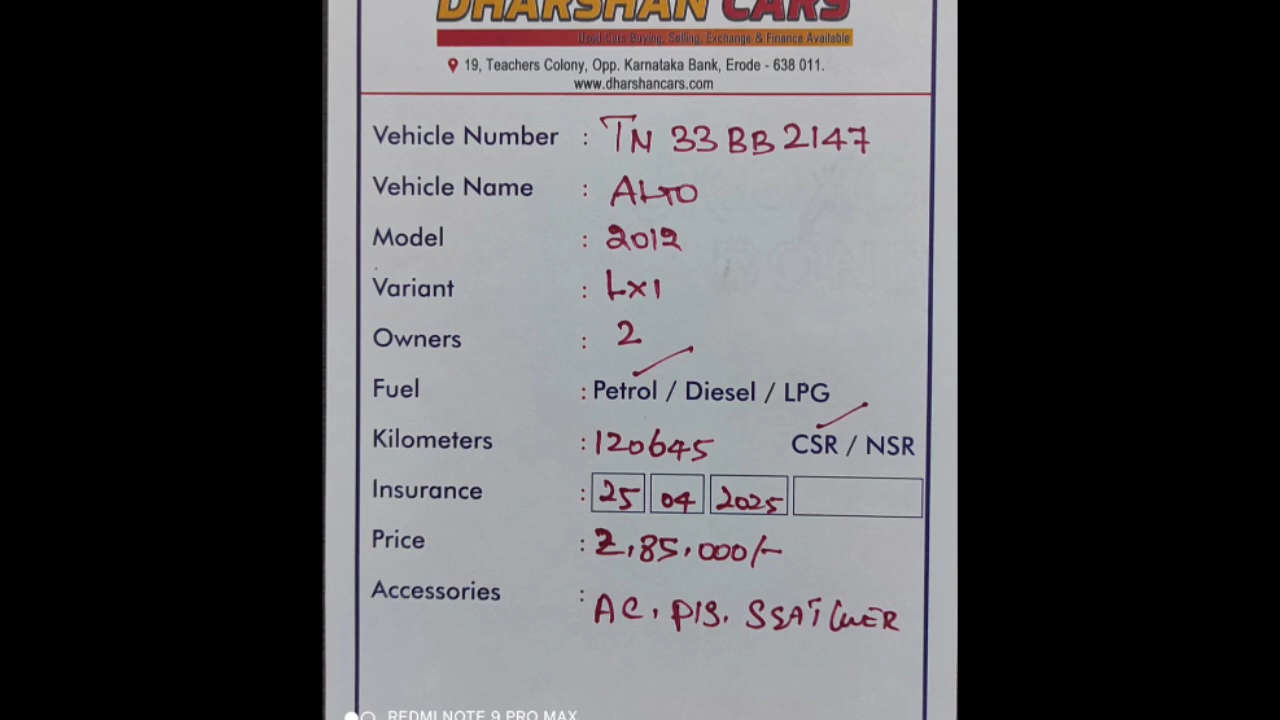 DHARSHAN CARS
Used Cars Buying, Selling, Exchange & Finance Available
19, Teachers Colony, Opp. Karnataka Bank, Erode - 638 011.
www.dharshancars.com
Vehicle Number : TN 33 BB 2147
Vehicle Name : ALTO
Model : 2012
Variant : LXI
Owners : 2
Fuel : Petrol / Diesel / LPG
Kilometers : 120645 CSR / NSR
Insurance : 25 04 2025
Price : 2,85,000/-
Accessories : AC, P/S,
REDMI NOTE 9 PRO MAX